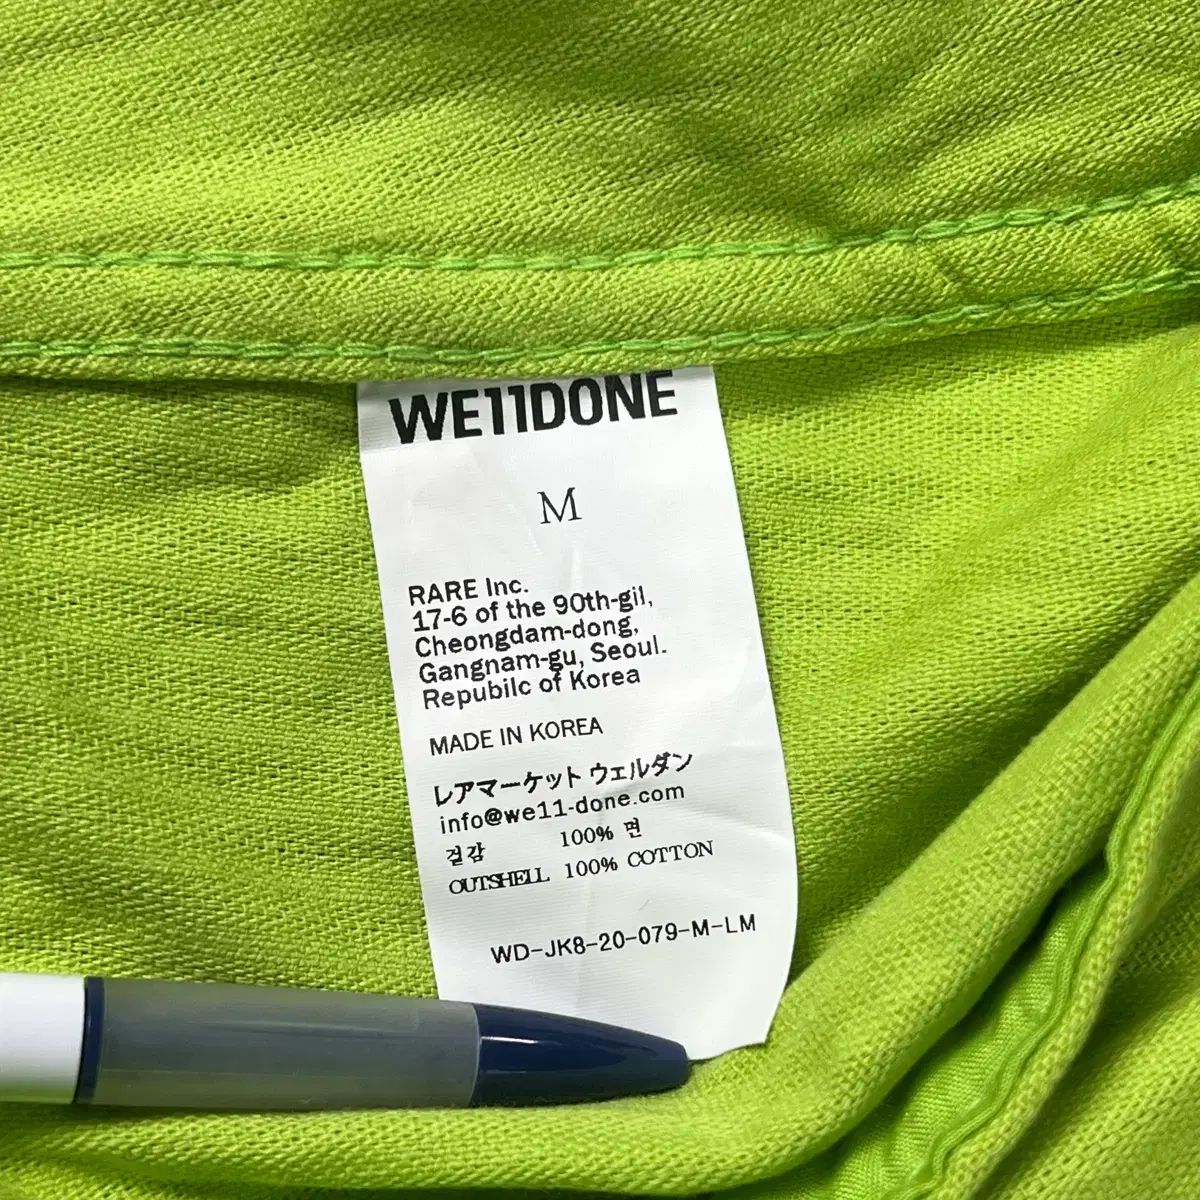 WE11DONE
M
RARE Inc.
17-6 of the 90th-gil,
Cheongdam-dong,
Gangnam-gu, Seoul.
Repubilc of Korea
MADE IN KOREA
レアマーケット ウェルダン
info@we11-done.com
겉감 100% 면
OUTSHELL 100% COTTON
WD-JK8-20-079-M-LM